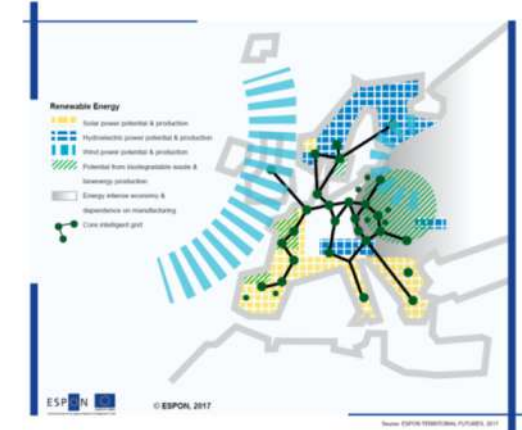 Renewable Energy
Solar power potential & production
Hydroelectric power potential & production
Wind power potential & production
Potential from biodegradable waste &
bioenergy production
Energy intense economy &
dependence on manufacturing
Core intelligent grid
ESPON
© ESPON, 2017
Source: ESPON TERRITORIAL FUTURES, 2017